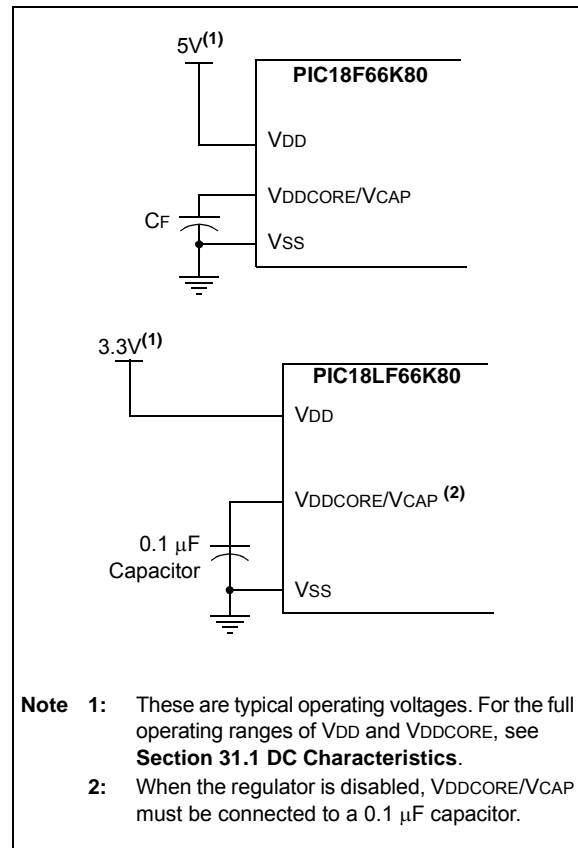 5V(1)
PIC18F66K80
VDD
VDDCORE/VCAP
CF
VSS
3.3V(1)
PIC18LF66K80
VDD
VDDCORE/VCAP (2)
0.1 μF
Capacitor
VSS
Note 1: These are typical operating voltages. For the full
operating ranges of VDD and VDDCORE, see
Section 31.1 DC Characteristics.
2: When the regulator is disabled, VDDCORE/VCAP
must be connected to a 0.1 μF capacitor.